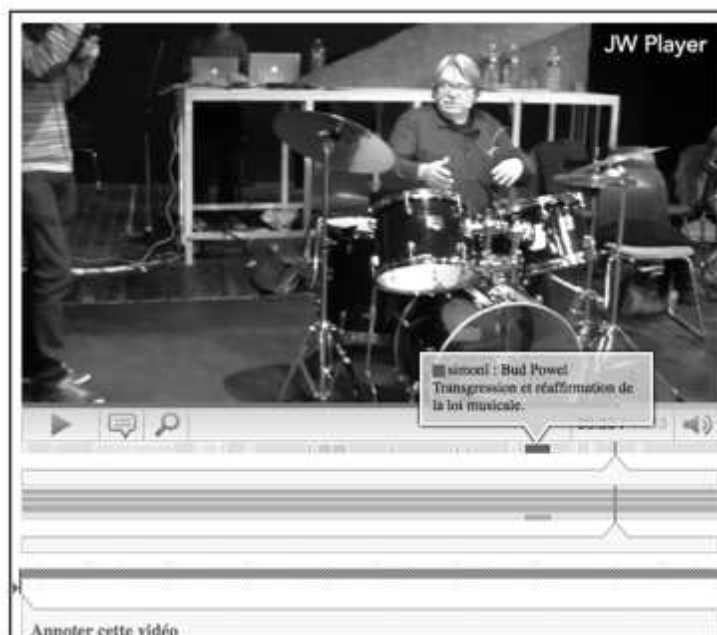 JW Player
simonl : Bud Powel
Transgression et réaffirmation de
la loi musicale.
Annoter cette vidéo